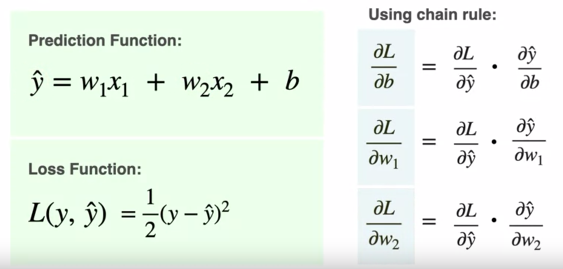 Prediction Function:
ŷ = w₁x₁ + w₂x₂ + b
Loss Function:
L(y, ŷ) = 1/2(y − ŷ)²
Using chain rule:
∂L/∂b = ∂L/∂ŷ · ∂ŷ/∂b
∂L/∂w₁ = ∂L/∂ŷ · ∂ŷ/∂w₁
∂L/∂w₂ = ∂L/∂ŷ · ∂ŷ/∂w₂